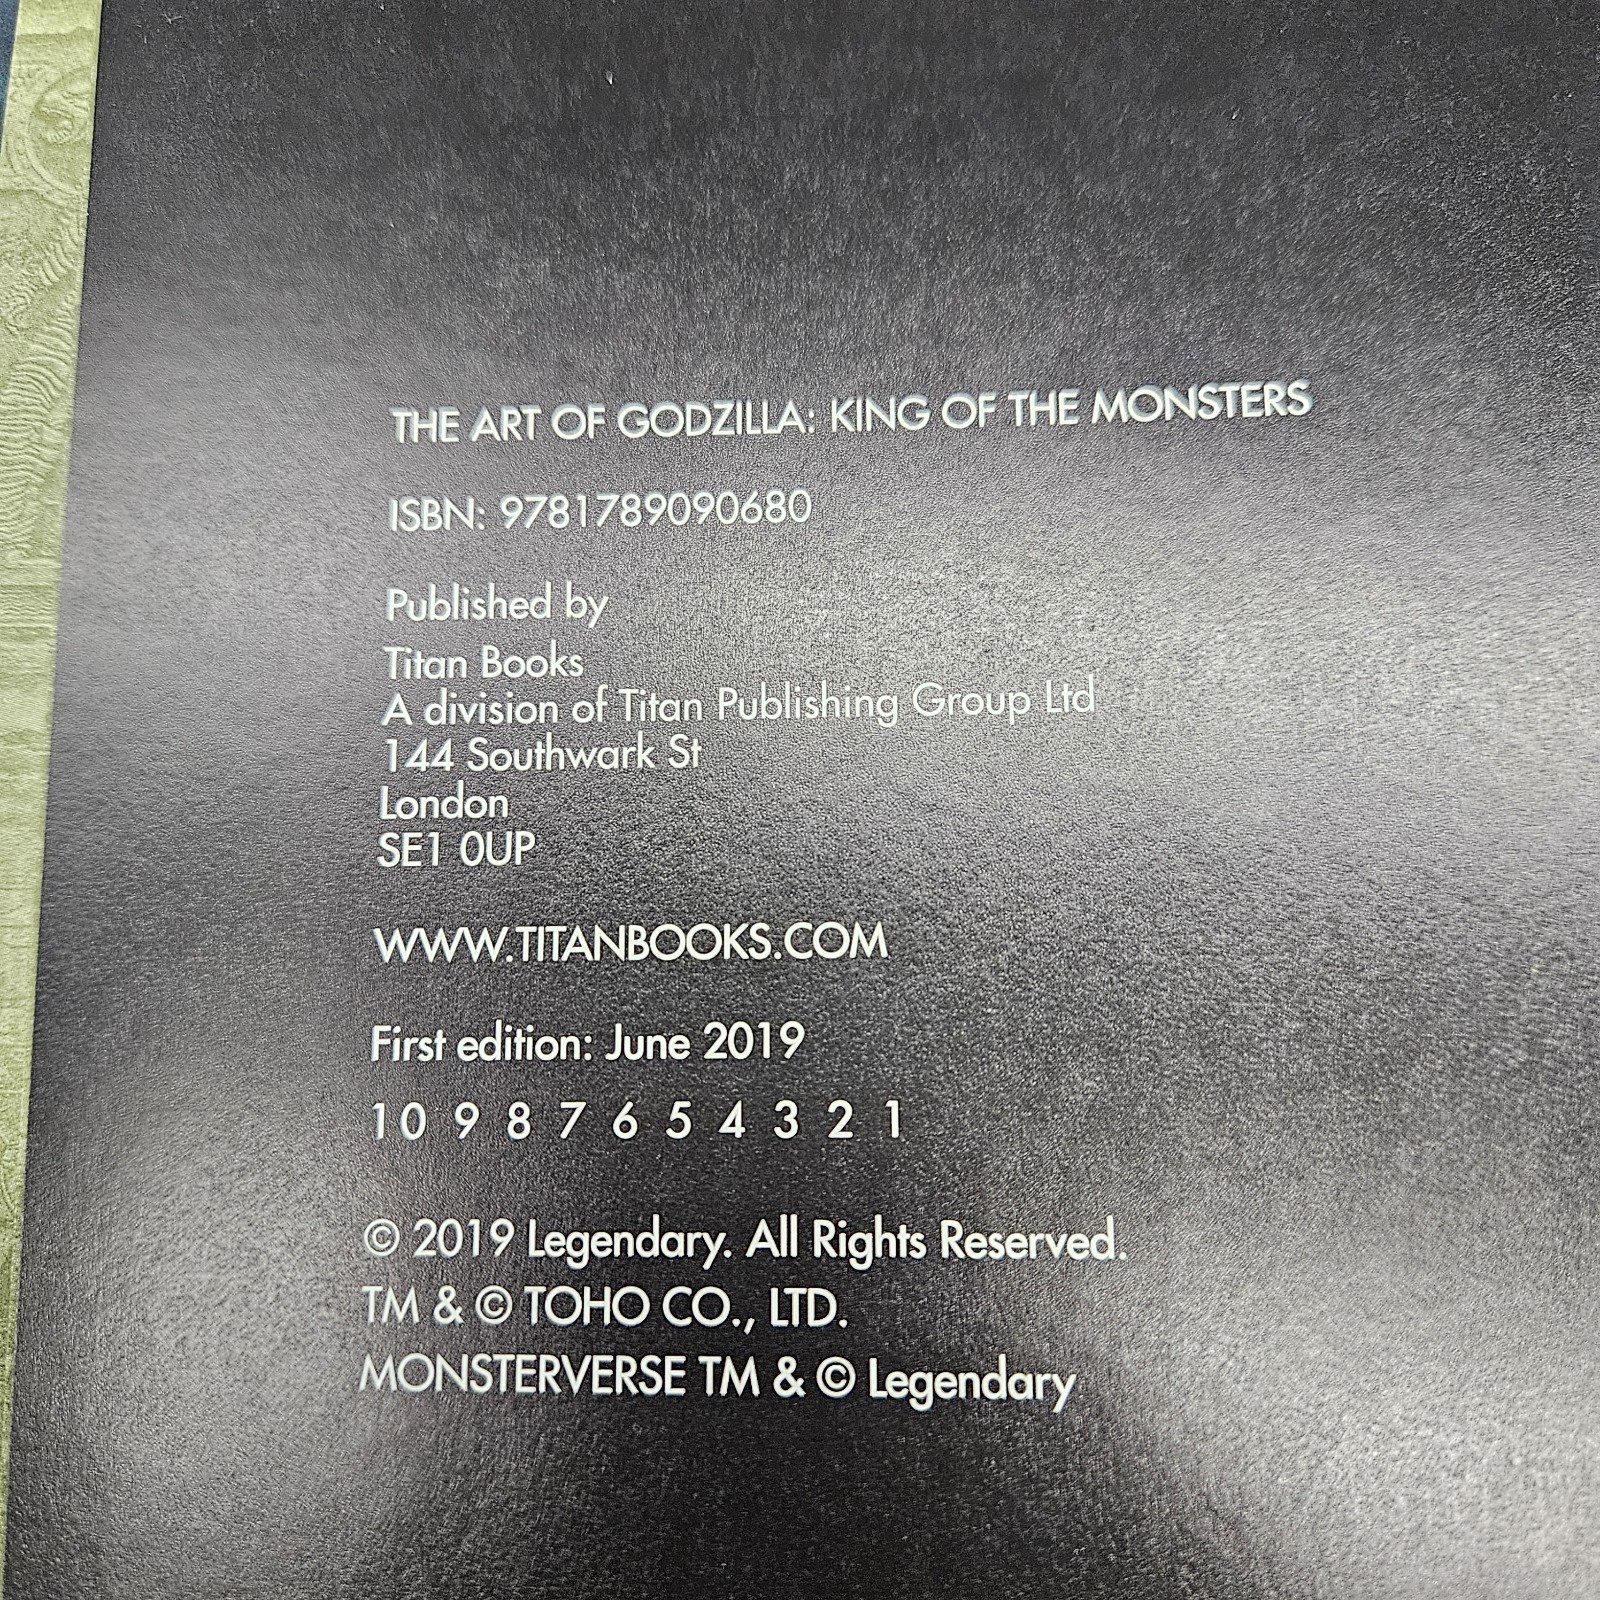 THE ART OF GODZILLA: KING OF THE MONSTERS
ISBN: 9781789090680
Published by
Titan Books
A division of Titan Publishing Group Ltd
144 Southwark St
London
SE1 0UP
WWW.TITANBOOKS.COM
First edition: June 2019
10 9 8 7 6 5 4 3 2 1
© 2019 Legendary. All Rights Reserved.
TM & © TOHO CO., LTD.
MONSTERVERSE TM & © Legendary